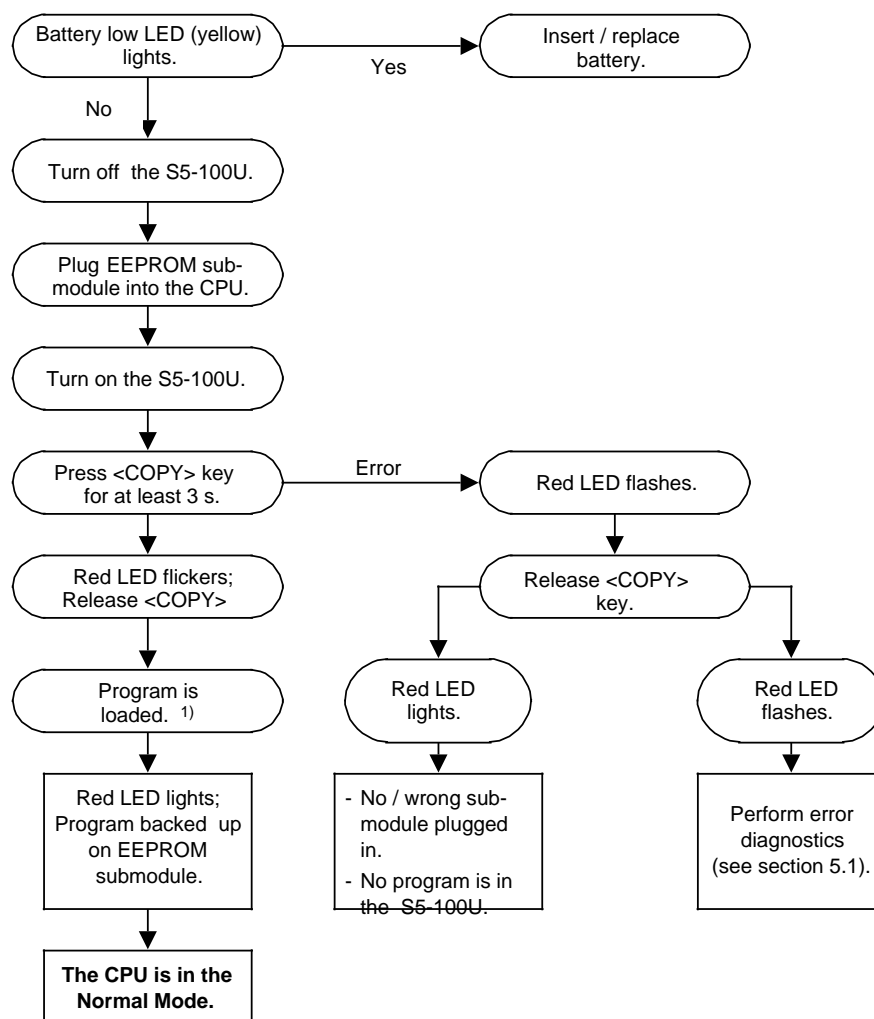 Battery low LED (yellow)
lights.
Yes
Insert / replace
battery.
No
Turn off the S5-100U.
Plug EEPROM sub-
module into the CPU.
Turn on the S5-100U.
Press <COPY> key
for at least 3 s.
Error
Red LED flashes.
Red LED flickers;
Release <COPY>
Release <COPY>
key.
Program is
loaded. 1)
Red LED
lights.
Red LED
flashes.
Red LED lights;
Program backed up
on EEPROM
submodule.
- No / wrong sub-
module plugged
in.
- No program is in
the S5-100U.
Perform error
diagnostics
(see section 5.1).
The CPU is in the
Normal Mode.